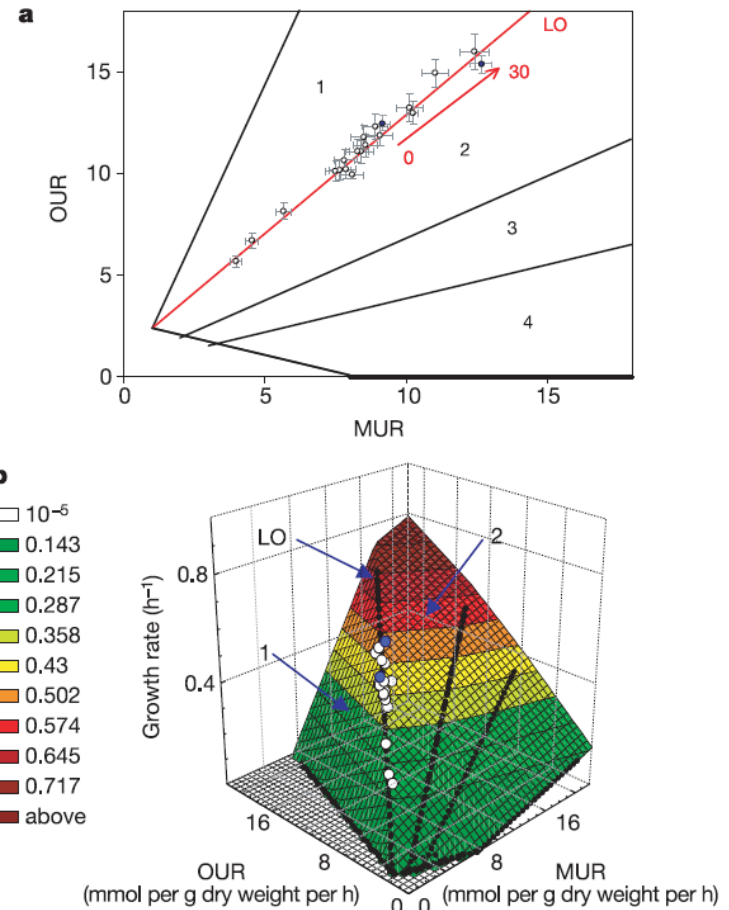 a
LO
15
1
30
OUR
10
0
2
3
5
4
0
0
5
10
15
MUR
b
10⁻⁵
0.143
0.215
0.287
0.358
0.43
0.502
0.574
0.645
0.717
above
Growth rate (h⁻¹)
0.8
0.4
LO
2
1
16
16
8
8
OUR
MUR
(mmol per g dry weight per h)
(mmol per g dry weight per h)
0
0